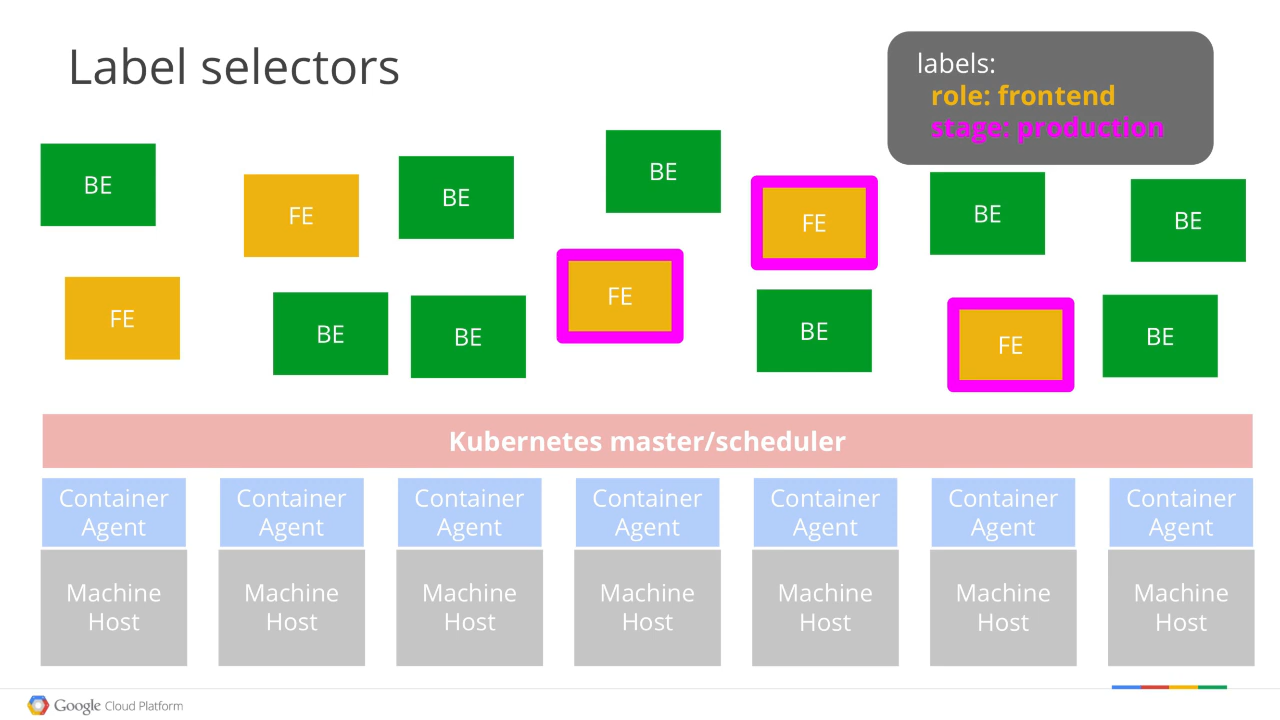 Label selectors
labels:
role: frontend
stage: production
BE
FE
BE
BE
FE
BE
BE
FE
BE
BE
FE
BE
FE
BE
Kubernetes master/scheduler
Container
Agent
Container
Agent
Container
Agent
Container
Agent
Container
Agent
Container
Agent
Container
Agent
Machine
Host
Machine
Host
Machine
Host
Machine
Host
Machine
Host
Machine
Host
Machine
Host
Google Cloud Platform